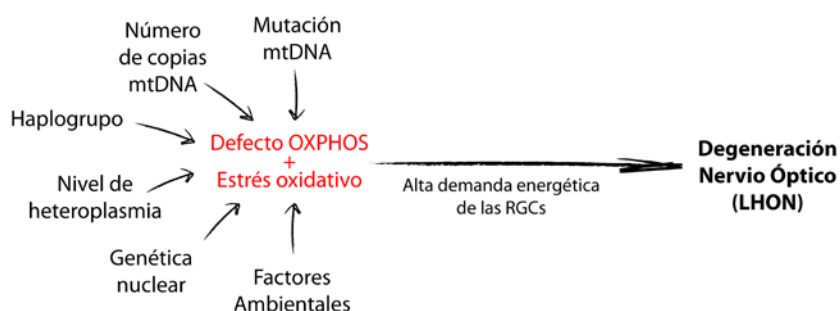 Número
de copias
mtDNA
Mutación
mtDNA
Haplogrupo
Defecto OXPHOS
+
Estrés oxidativo
Nivel de
heteroplasmia
Genética
nuclear
Factores
Ambientales
Alta demanda energética
de las RGCs
Degeneración
Nervio Óptico
(LHON)